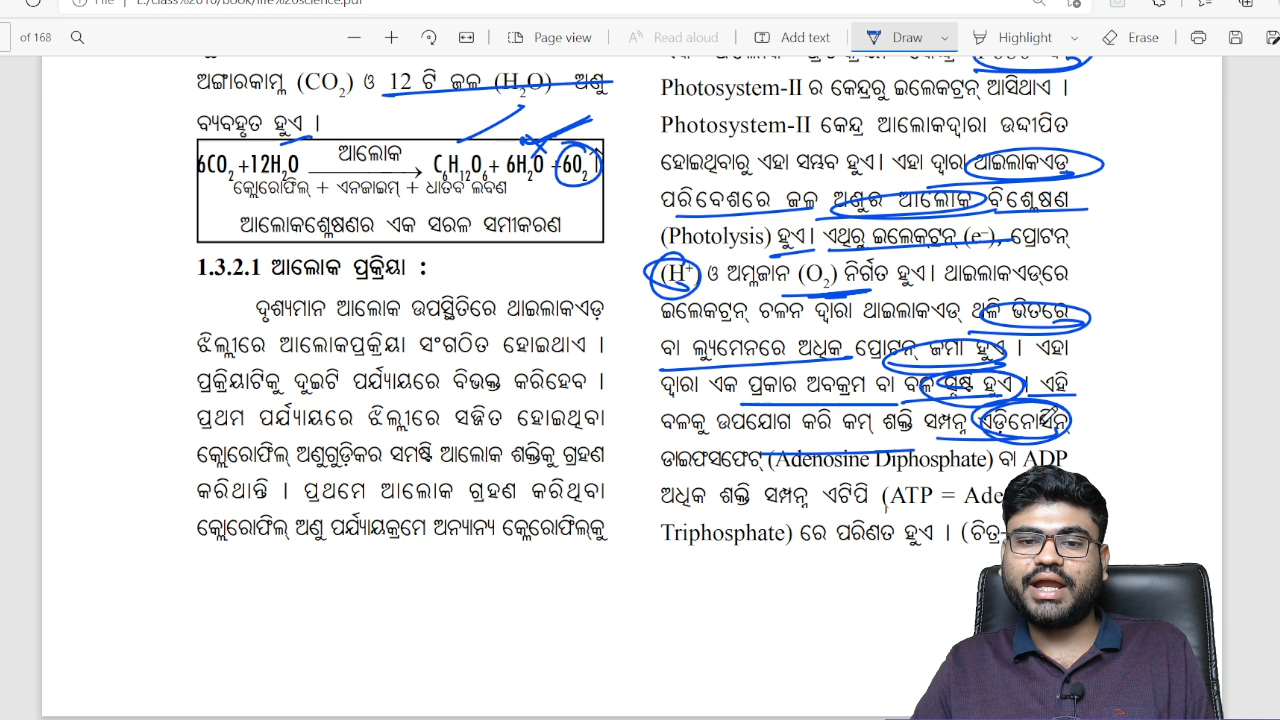 of 168
Page view
Read aloud
Add text
Draw
Highlight
Erase
ଅଙ୍ଗାରକାମ୍ଳ (CO₂) ଓ 12 ଟି ଜଳ (H₂O) ଅଣୁ
ବ୍ୟବହୃତ ହୁଏ ।
6CO₂+12H₂O ଆଲୋକ → C₆H₁₂O₆+ 6H₂O +6O₂↑
କ୍ଲୋରୋଫିଲ୍ + ଏନଜାଇମ୍ + ଧାତବ ଲବଣ
ଆଲୋକଶ୍ଲେଷଣର ଏକ ସରଳ ସମୀକରଣ
1.3.2.1 ଆଲୋକ ପ୍ରକ୍ରିୟା :
ଦୃଶ୍ୟମାନ ଆଲୋକ ଉପସ୍ଥିତିରେ ଥାଇଲାକଏଡ୍
ଝିଲ୍ଲୀରେ ଆଲୋକପ୍ରକ୍ରିୟା ସଂଗଠିତ ହୋଇଥାଏ ।
ପ୍ରକ୍ରିୟାଟିକୁ ଦୁଇଟି ପର୍ଯ୍ୟାୟରେ ବିଭକ୍ତ କରିହେବ ।
ପ୍ରଥମ ପର୍ଯ୍ୟାୟରେ ଝିଲ୍ଲୀରେ ସଜ୍ଜିତ ହୋଇଥିବା
କ୍ଲୋରୋଫିଲ୍ ଅଣୁଗୁଡ଼ିକର ସମଷ୍ଟି ଆଲୋକ ଶକ୍ତିକୁ ଗ୍ରହଣ
କରିଥାନ୍ତି । ପ୍ରଥମେ ଆଲୋକ ଗ୍ରହଣ କରିଥିବା
କ୍ଲୋରୋଫିଲ୍ ଅଣୁ ପର୍ଯ୍ୟାୟକ୍ରମେ ଅନ୍ୟାନ୍ୟ କ୍ଲୋରୋଫିଲ୍‌କୁ
Photosystem-II ର କେନ୍ଦ୍ରରୁ ଇଲେକଟ୍ରନ୍ ଆସିଥାଏ ।
Photosystem-II କେନ୍ଦ୍ର ଆଲୋକଦ୍ୱାରା ଉଦ୍ଦୀପିତ
ହୋଇଥିବାରୁ ଏହା ସମ୍ଭବ ହୁଏ। ଏହା ଦ୍ୱାରା ଥାଇଲାକଏଡ୍
ପରିବେଶରେ ଜଳ ଅଣୁର ଆଲୋକ ବିଶ୍ଳେଷଣ
(Photolysis) ହୁଏ। ଏଥିରୁ ଇଲେକ୍ଟ୍ରନ୍ (e⁻), ପ୍ରୋଟନ୍
(H⁺) ଓ ଅମ୍ଳଜାନ (O₂) ନିର୍ଗତ ହୁଏ। ଥାଇଲାକଏଡ୍‌ରେ
ଇଲେକଟ୍ରନ୍ ଚଳନ ଦ୍ୱାରା ଥାଇଲାକଏଡ୍ ଥଳି ଭିତରେ
ବା ଲ୍ୟୁମେନରେ ଅଧିକ ପ୍ରୋଟନ୍ ଜମା ହୁଏ । ଏହା
ଦ୍ୱାରା ଏକ ପ୍ରକାର ଅବକ୍ରମ ବା ବଳ ସୃଷ୍ଟି ହୁଏ । ଏହି
ବଳକୁ ଉପଯୋଗ କରି କମ୍ ଶକ୍ତି ସମ୍ପନ୍ନ ଏଡ଼ିନୋସିନ୍
ଡାଇଫସଫେଟ୍ (Adenosine Diphosphate) ବା ADP
ଅଧିକ ଶକ୍ତି ସମ୍ପନ୍ନ ଏଟିପି (ATP =
Triphosphate) ରେ ପରିଣତ ହୁଏ । (ଚିତ୍ର-